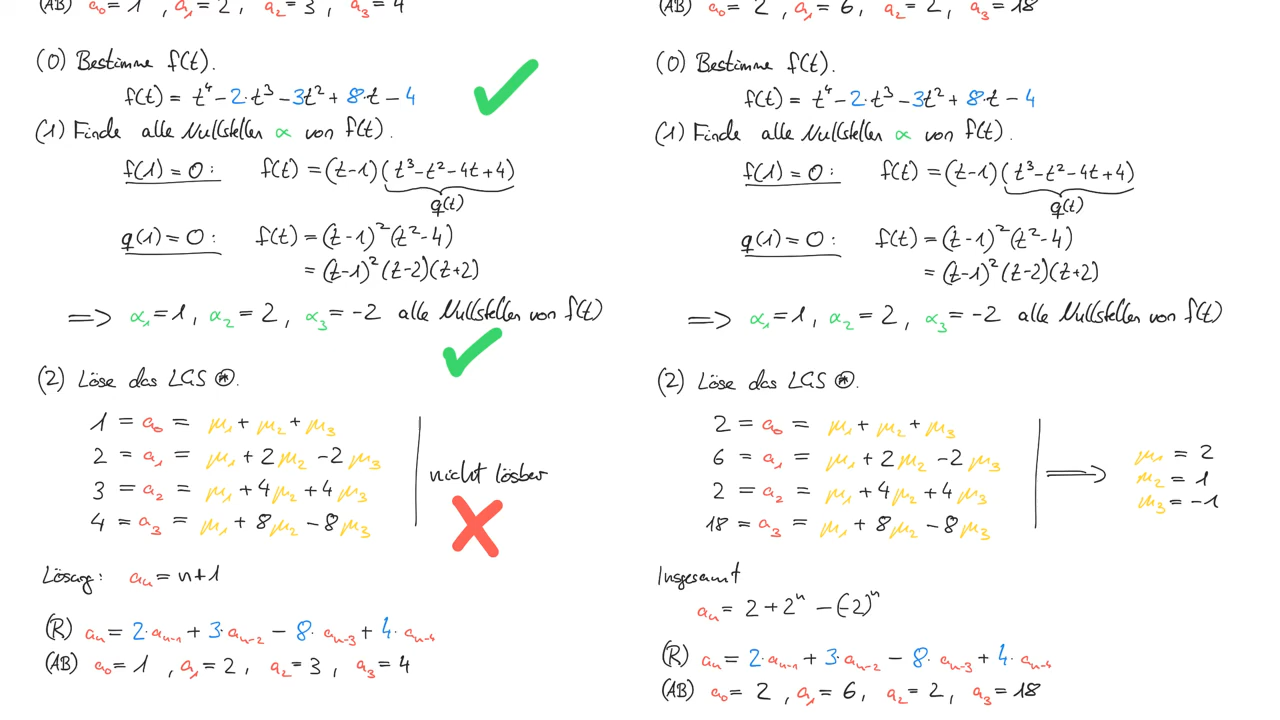 (AB) a₀ = 1 , a₁ = 2 , a₂ = 3 , a₃ = 4
(0) Bestimme f(t).
f(t) = t⁴ - 2·t³ - 3t² + 8·t - 4
(1) Finde alle Nullstellen α von f(t).
f(1) = 0 : f(t) = (t-1)(t³-t²-4t+4)
q(t)
q(1) = 0 : f(t) = (t-1)²(t²-4)
= (t-1)²(t-2)(t+2)
⟹ α₁ = 1 , α₂ = 2 , α₃ = -2 alle Nullstellen von f(t)
(2) Löse das LGS ⊛.
1 = a₀ = μ₁ + μ₂ + μ₃
2 = a₁ = μ₁ + 2μ₂ - 2μ₃
3 = a₂ = μ₁ + 4μ₂ + 4μ₃
4 = a₃ = μ₁ + 8μ₂ - 8μ₃
nicht lösbar
Lösung: aₙ = n+1
(R) aₙ = 2·aₙ₋₁ + 3·aₙ₋₂ - 8·aₙ₋₃ + 4·aₙ₋₄
(AB) a₀ = 1 , a₁ = 2 , a₂ = 3 , a₃ = 4
(AB) a₀ = 2 , a₁ = 6 , a₂ = 2 , a₃ = 18
(0) Bestimme f(t).
f(t) = t⁴ - 2·t³ - 3t² + 8·t - 4
(1) Finde alle Nullstellen α von f(t).
f(1) = 0 : f(t) = (t-1)(t³-t²-4t+4)
q(t)
q(1) = 0 : f(t) = (t-1)²(t²-4)
= (t-1)²(t-2)(t+2)
⟹ α₁ = 1 , α₂ = 2 , α₃ = -2 alle Nullstellen von f(t)
(2) Löse das LGS ⊛.
2 = a₀ = μ₁ + μ₂ + μ₃
6 = a₁ = μ₁ + 2μ₂ - 2μ₃
2 = a₂ = μ₁ + 4μ₂ + 4μ₃
18 = a₃ = μ₁ + 8μ₂ - 8μ₃
⟹
μ₁ = 2
μ₂ = 1
μ₃ = -1
Insgesamt
aₙ = 2 + 2ⁿ - (-2)ⁿ
(R) aₙ = 2·aₙ₋₁ + 3·aₙ₋₂ - 8·aₙ₋₃ + 4·aₙ₋₄
(AB) a₀ = 2 , a₁ = 6 , a₂ = 2 , a₃ = 18